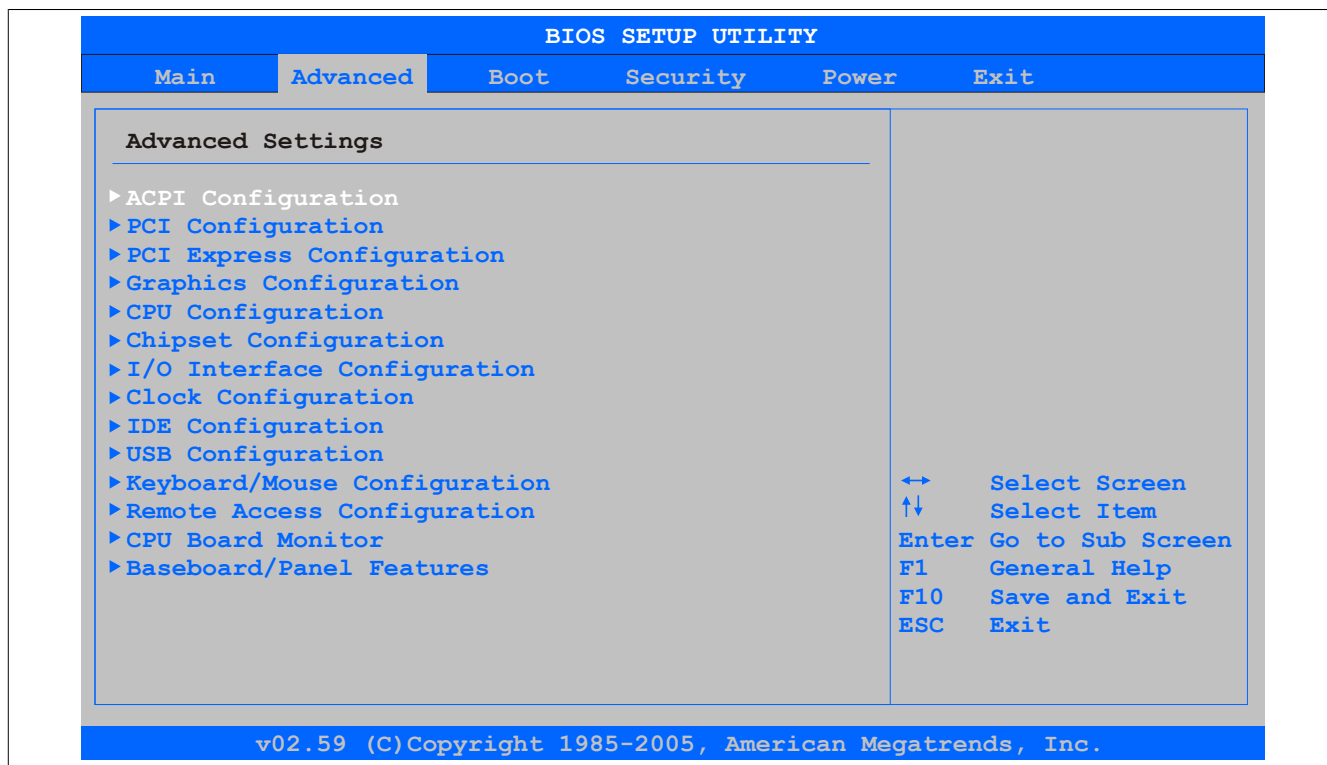 BIOS SETUP UTILITY
Main Advanced Boot Security Power Exit
Advanced Settings
ACPI Configuration
PCI Configuration
PCI Express Configuration
Graphics Configuration
CPU Configuration
Chipset Configuration
I/O Interface Configuration
Clock Configuration
IDE Configuration
USB Configuration
Keyboard/Mouse Configuration
Remote Access Configuration
CPU Board Monitor
Baseboard/Panel Features
↔ Select Screen
↑↓ Select Item
Enter Go to Sub Screen
F1 General Help
F10 Save and Exit
ESC Exit
v02.59 (C)Copyright 1985-2005, American Megatrends, Inc.